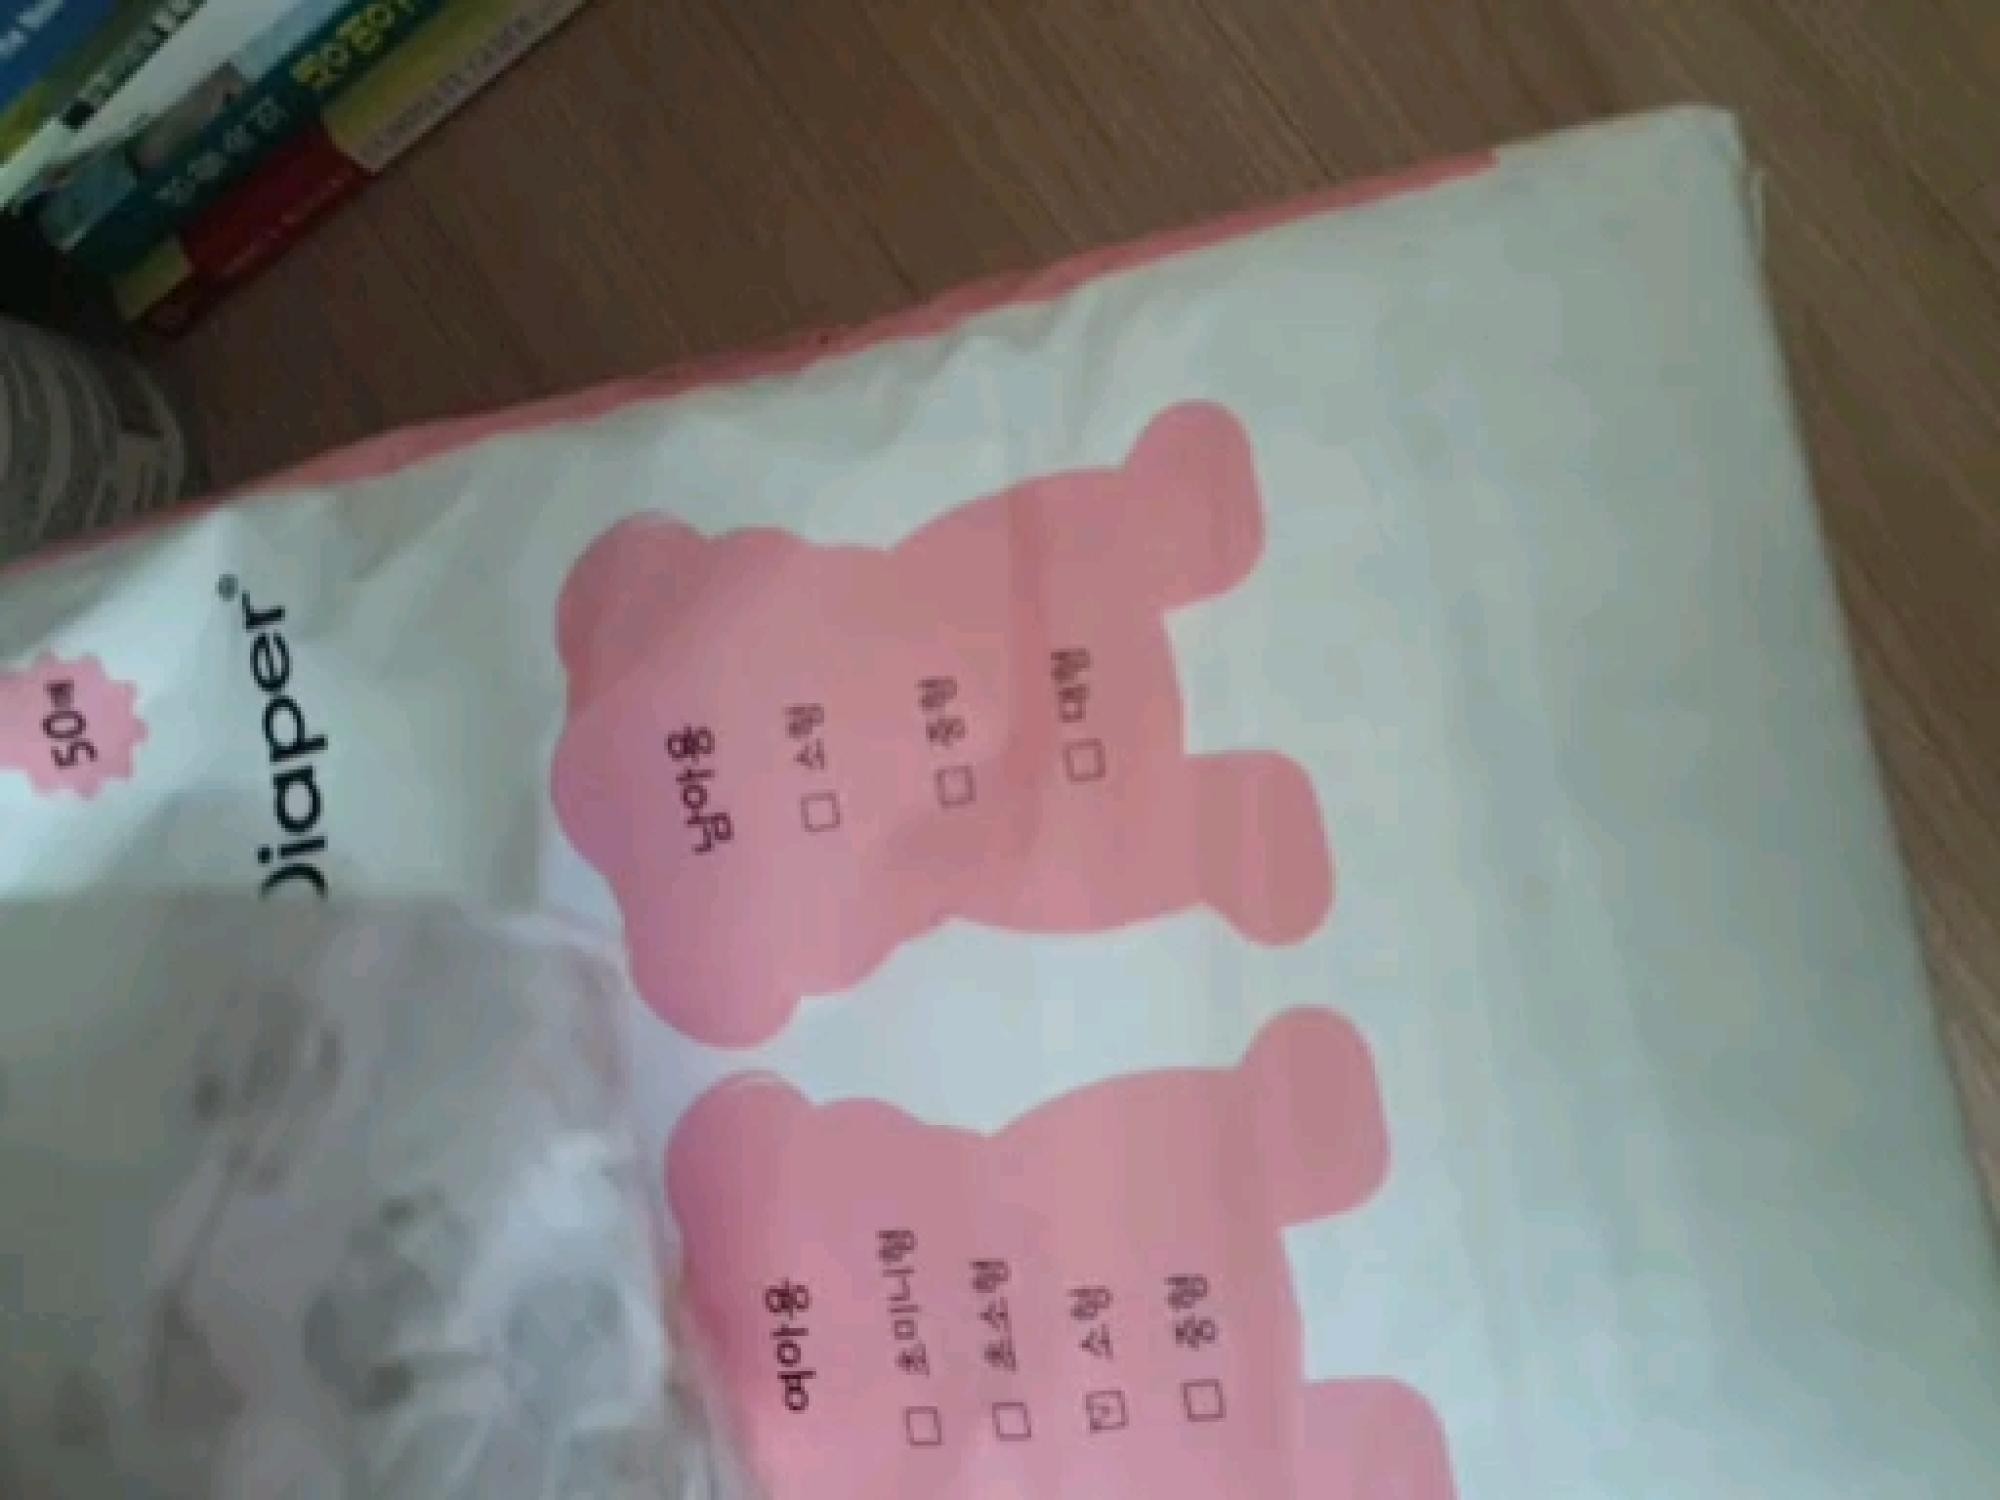 50매
Diaper®
남아용
□ 소형
□ 중형
□ 대형
여아용
□ 초미니형
□ 초소형
☑ 소형
□ 중형